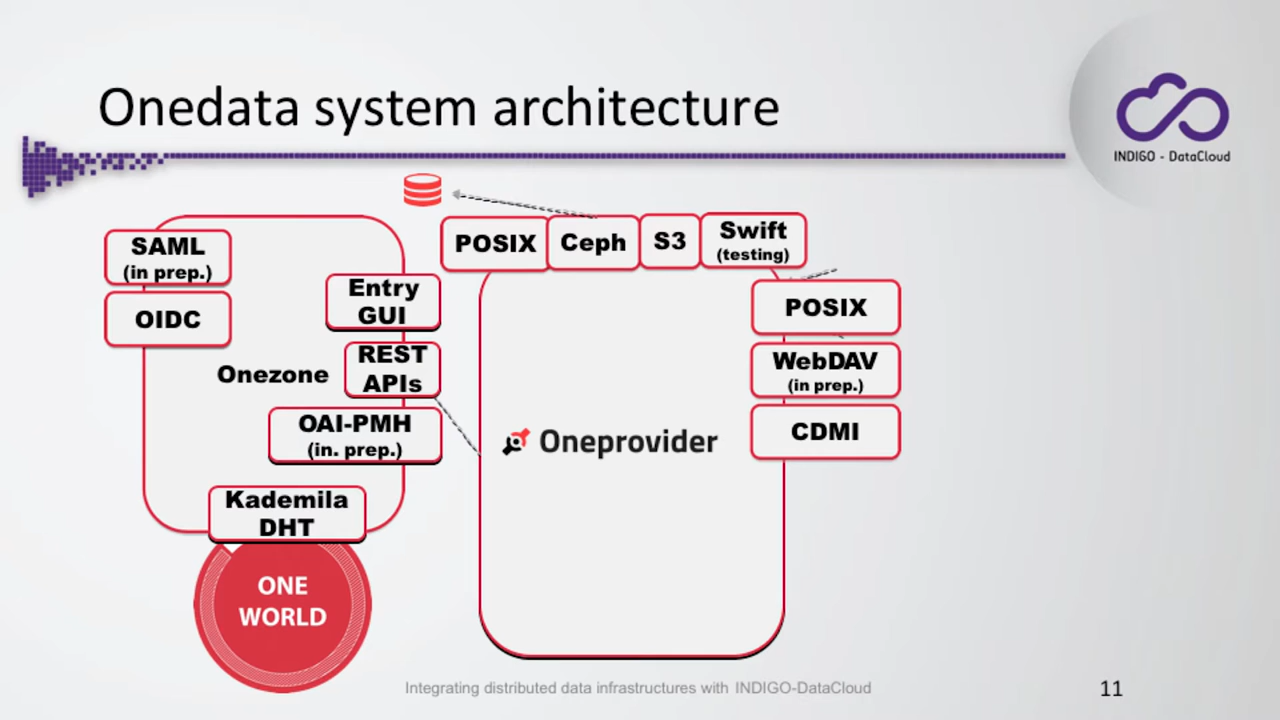 Onedata system architecture
INDIGO - DataCloud
SAML
(in prep.)
OIDC
Entry
GUI
Onezone
REST
APIs
OAI-PMH
(in. prep.)
Kademila
DHT
ONE
WORLD
POSIX
Ceph
S3
Swift
(testing)
POSIX
WebDAV
(in prep.)
CDMI
Oneprovider
Integrating distributed data infrastructures with INDIGO-DataCloud
11